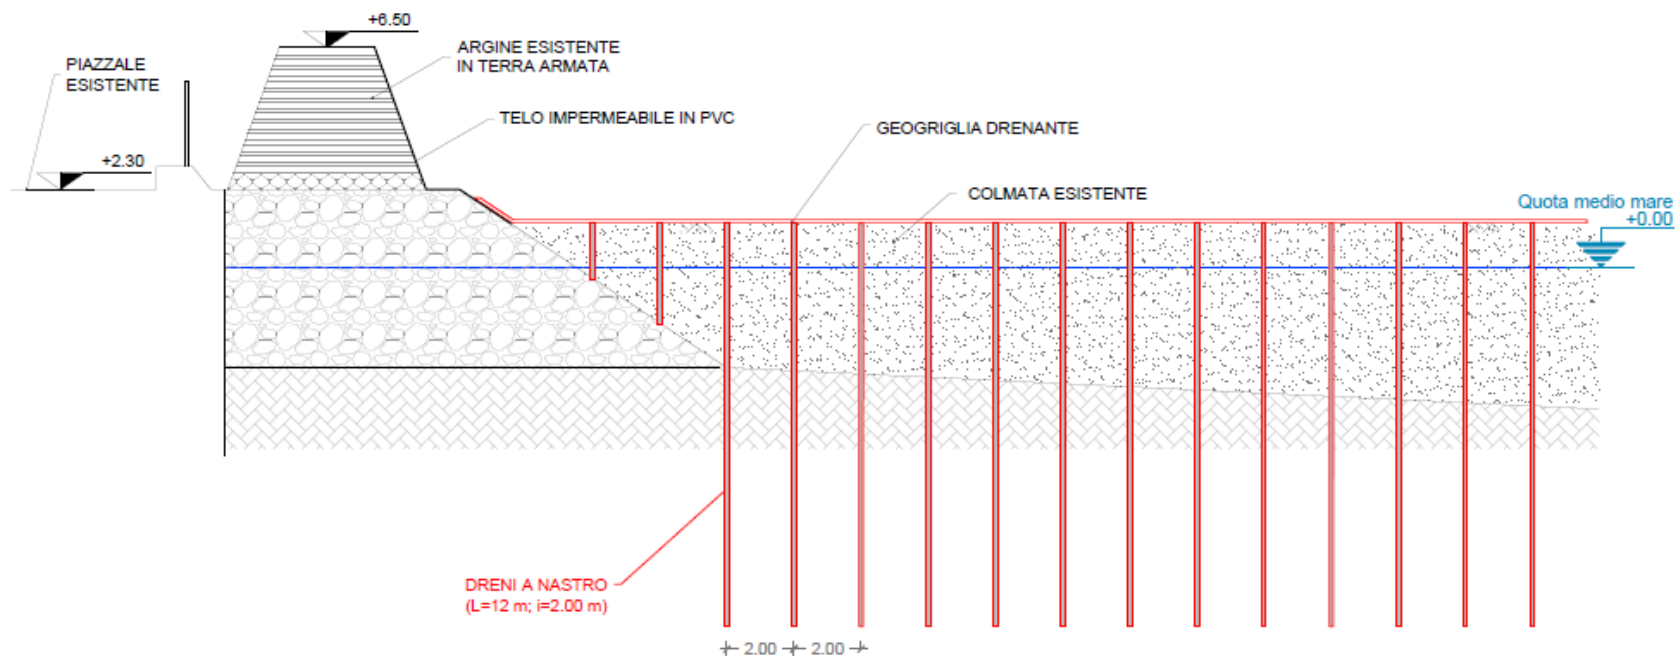 +6.50
PIAZZALE
ESISTENTE
ARGINE ESISTENTE
IN TERRA ARMATA
TELO IMPERMEABILE IN PVC
GEOGRIGLIA DRENANTE
+2.30
COLMATA ESISTENTE
Quota medio mare
+0.00
DRENI A NASTRO
(L=12 m; i=2.00 m)
2.00 2.00